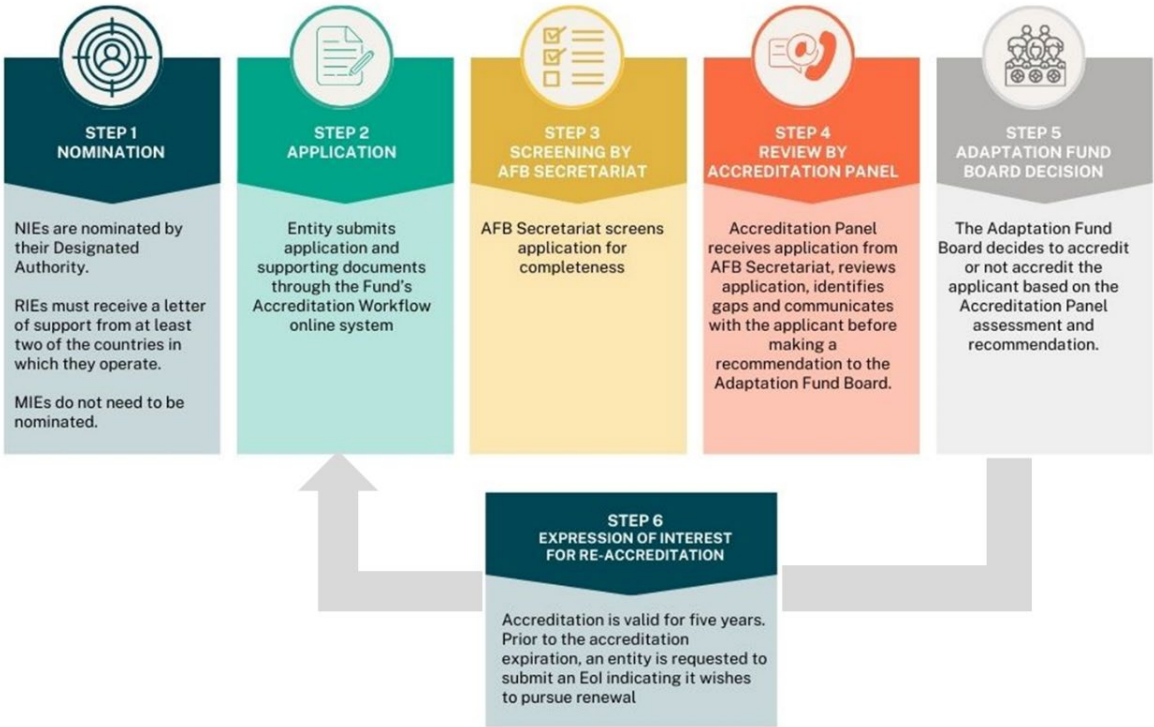 STEP 1
NOMINATION
NIEs are nominated by
their Designated
Authority.
RIEs must receive a letter
of support from at least
two of the countries in
which they operate.
MIEs do not need to be
nominated.
STEP 2
APPLICATION
Entity submits
application and
supporting documents
through the Fund's
Accreditation Workflow
online system
STEP 3
SCREENING BY
AFB SECRETARIAT
AFB Secretariat screens
application for
completeness
STEP 4
REVIEW BY
ACCREDITATION PANEL
Accreditation Panel
receives application from
AFB Secretariat, reviews
application, identifies
gaps and communicates
with the applicant before
making a
recommendation to the
Adaptation Fund Board.
STEP 5
ADAPTATION FUND
BOARD DECISION
The Adaptation Fund
Board decides to accredit
or not accredit the
applicant based on the
Accreditation Panel
assessment and
recommendation.
STEP 6
EXPRESSION OF INTEREST
FOR RE-ACCREDITATION
Accreditation is valid for five years.
Prior to the accreditation
expiration, an entity is requested to
submit an EoI indicating it wishes
to pursue renewal